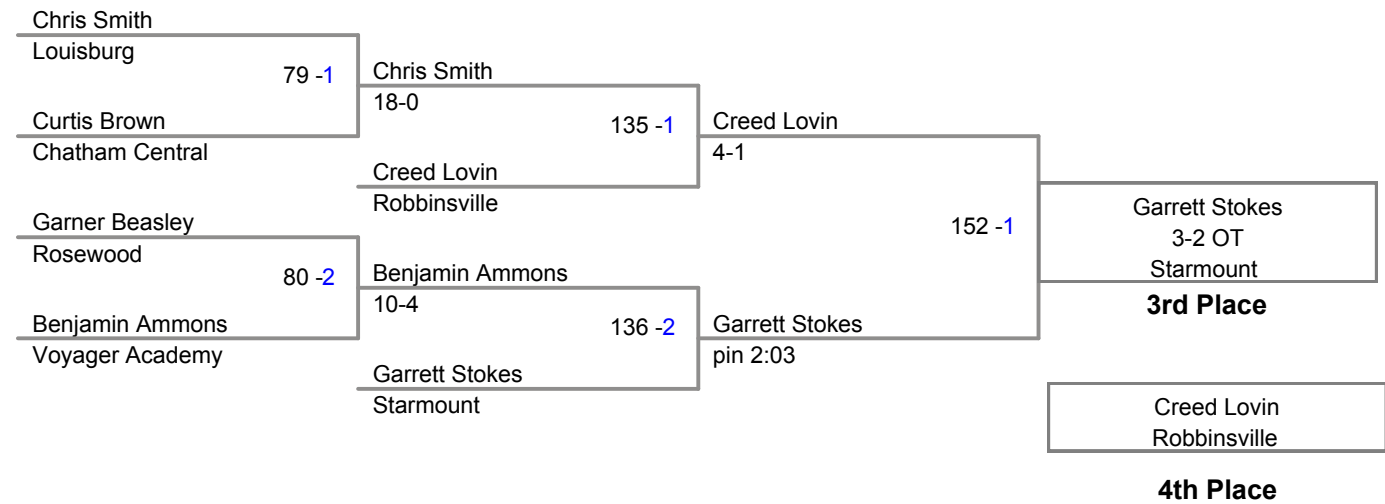 Chris Smith
Louisburg
79 -1
Chris Smith
18-0
Curtis Brown
Chatham Central
135 -1
Creed Lovin
4-1
Creed Lovin
Robbinsville
Garner Beasley
Rosewood
80 -2
Benjamin Ammons
10-4
Benjamin Ammons
Voyager Academy
136 -2
Garrett Stokes
pin 2:03
Garrett Stokes
Starmount
152 -1
Garrett Stokes
3-2 OT
Starmount
3rd Place
Creed Lovin
Robbinsville
4th Place